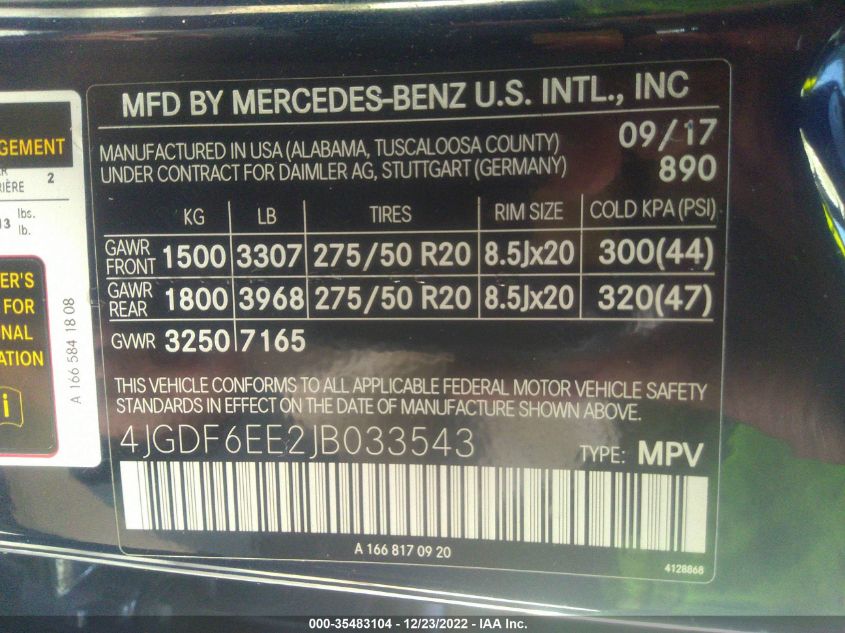 GEMENT
2
IÈRE
lbs.
13 lb.
ER'S
FOR
NAL
ATION
i
A 166 584 18 08
MFD BY MERCEDES-BENZ U.S. INTL., INC
MANUFACTURED IN USA (ALABAMA, TUSCALOOSA COUNTY) 09/17
UNDER CONTRACT FOR DAIMLER AG, STUTTGART (GERMANY) 890
KG LB TIRES RIM SIZE COLD KPA (PSI)
GAWR FRONT 1500 3307 275/50 R20 8.5Jx20 300(44)
GAWR REAR 1800 3968 275/50 R20 8.5Jx20 320(47)
GVWR 3250 7165
THIS VEHICLE CONFORMS TO ALL APPLICABLE FEDERAL MOTOR VEHICLE SAFETY
STANDARDS IN EFFECT ON THE DATE OF MANUFACTURE SHOWN ABOVE.
4JGDF6EE2JB033543 TYPE: MPV
A 166 817 09 20
4128868
000-35483104 - 12/23/2022 - IAA Inc.